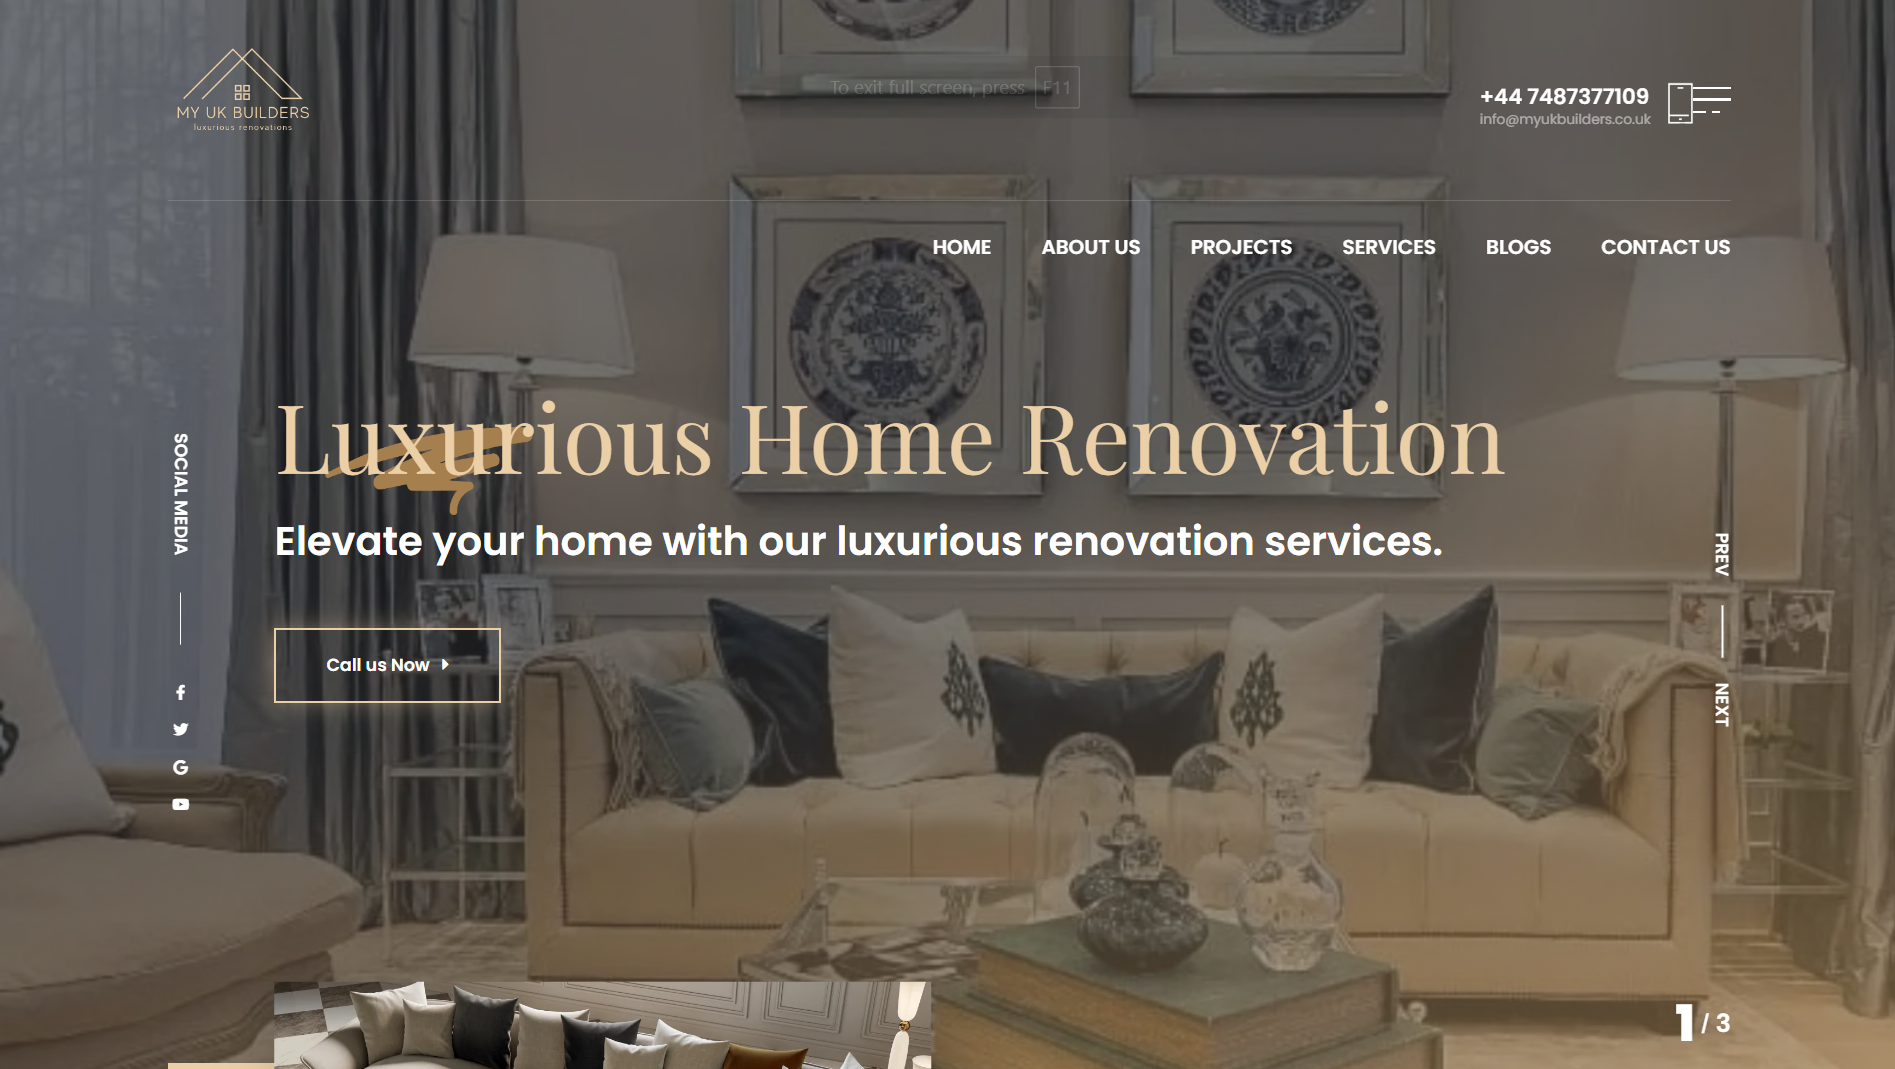 MY UK BUILDERS
luxurious renovations
To exit full screen, press F11
+44 7487377109
info@myukbuilders.co.uk
HOME ABOUT US PROJECTS SERVICES BLOGS CONTACT US
Luxurious Home Renovation
Elevate your home with our luxurious renovation services.
Call us Now
SOCIAL MEDIA
PREV
NEXT
1 / 3